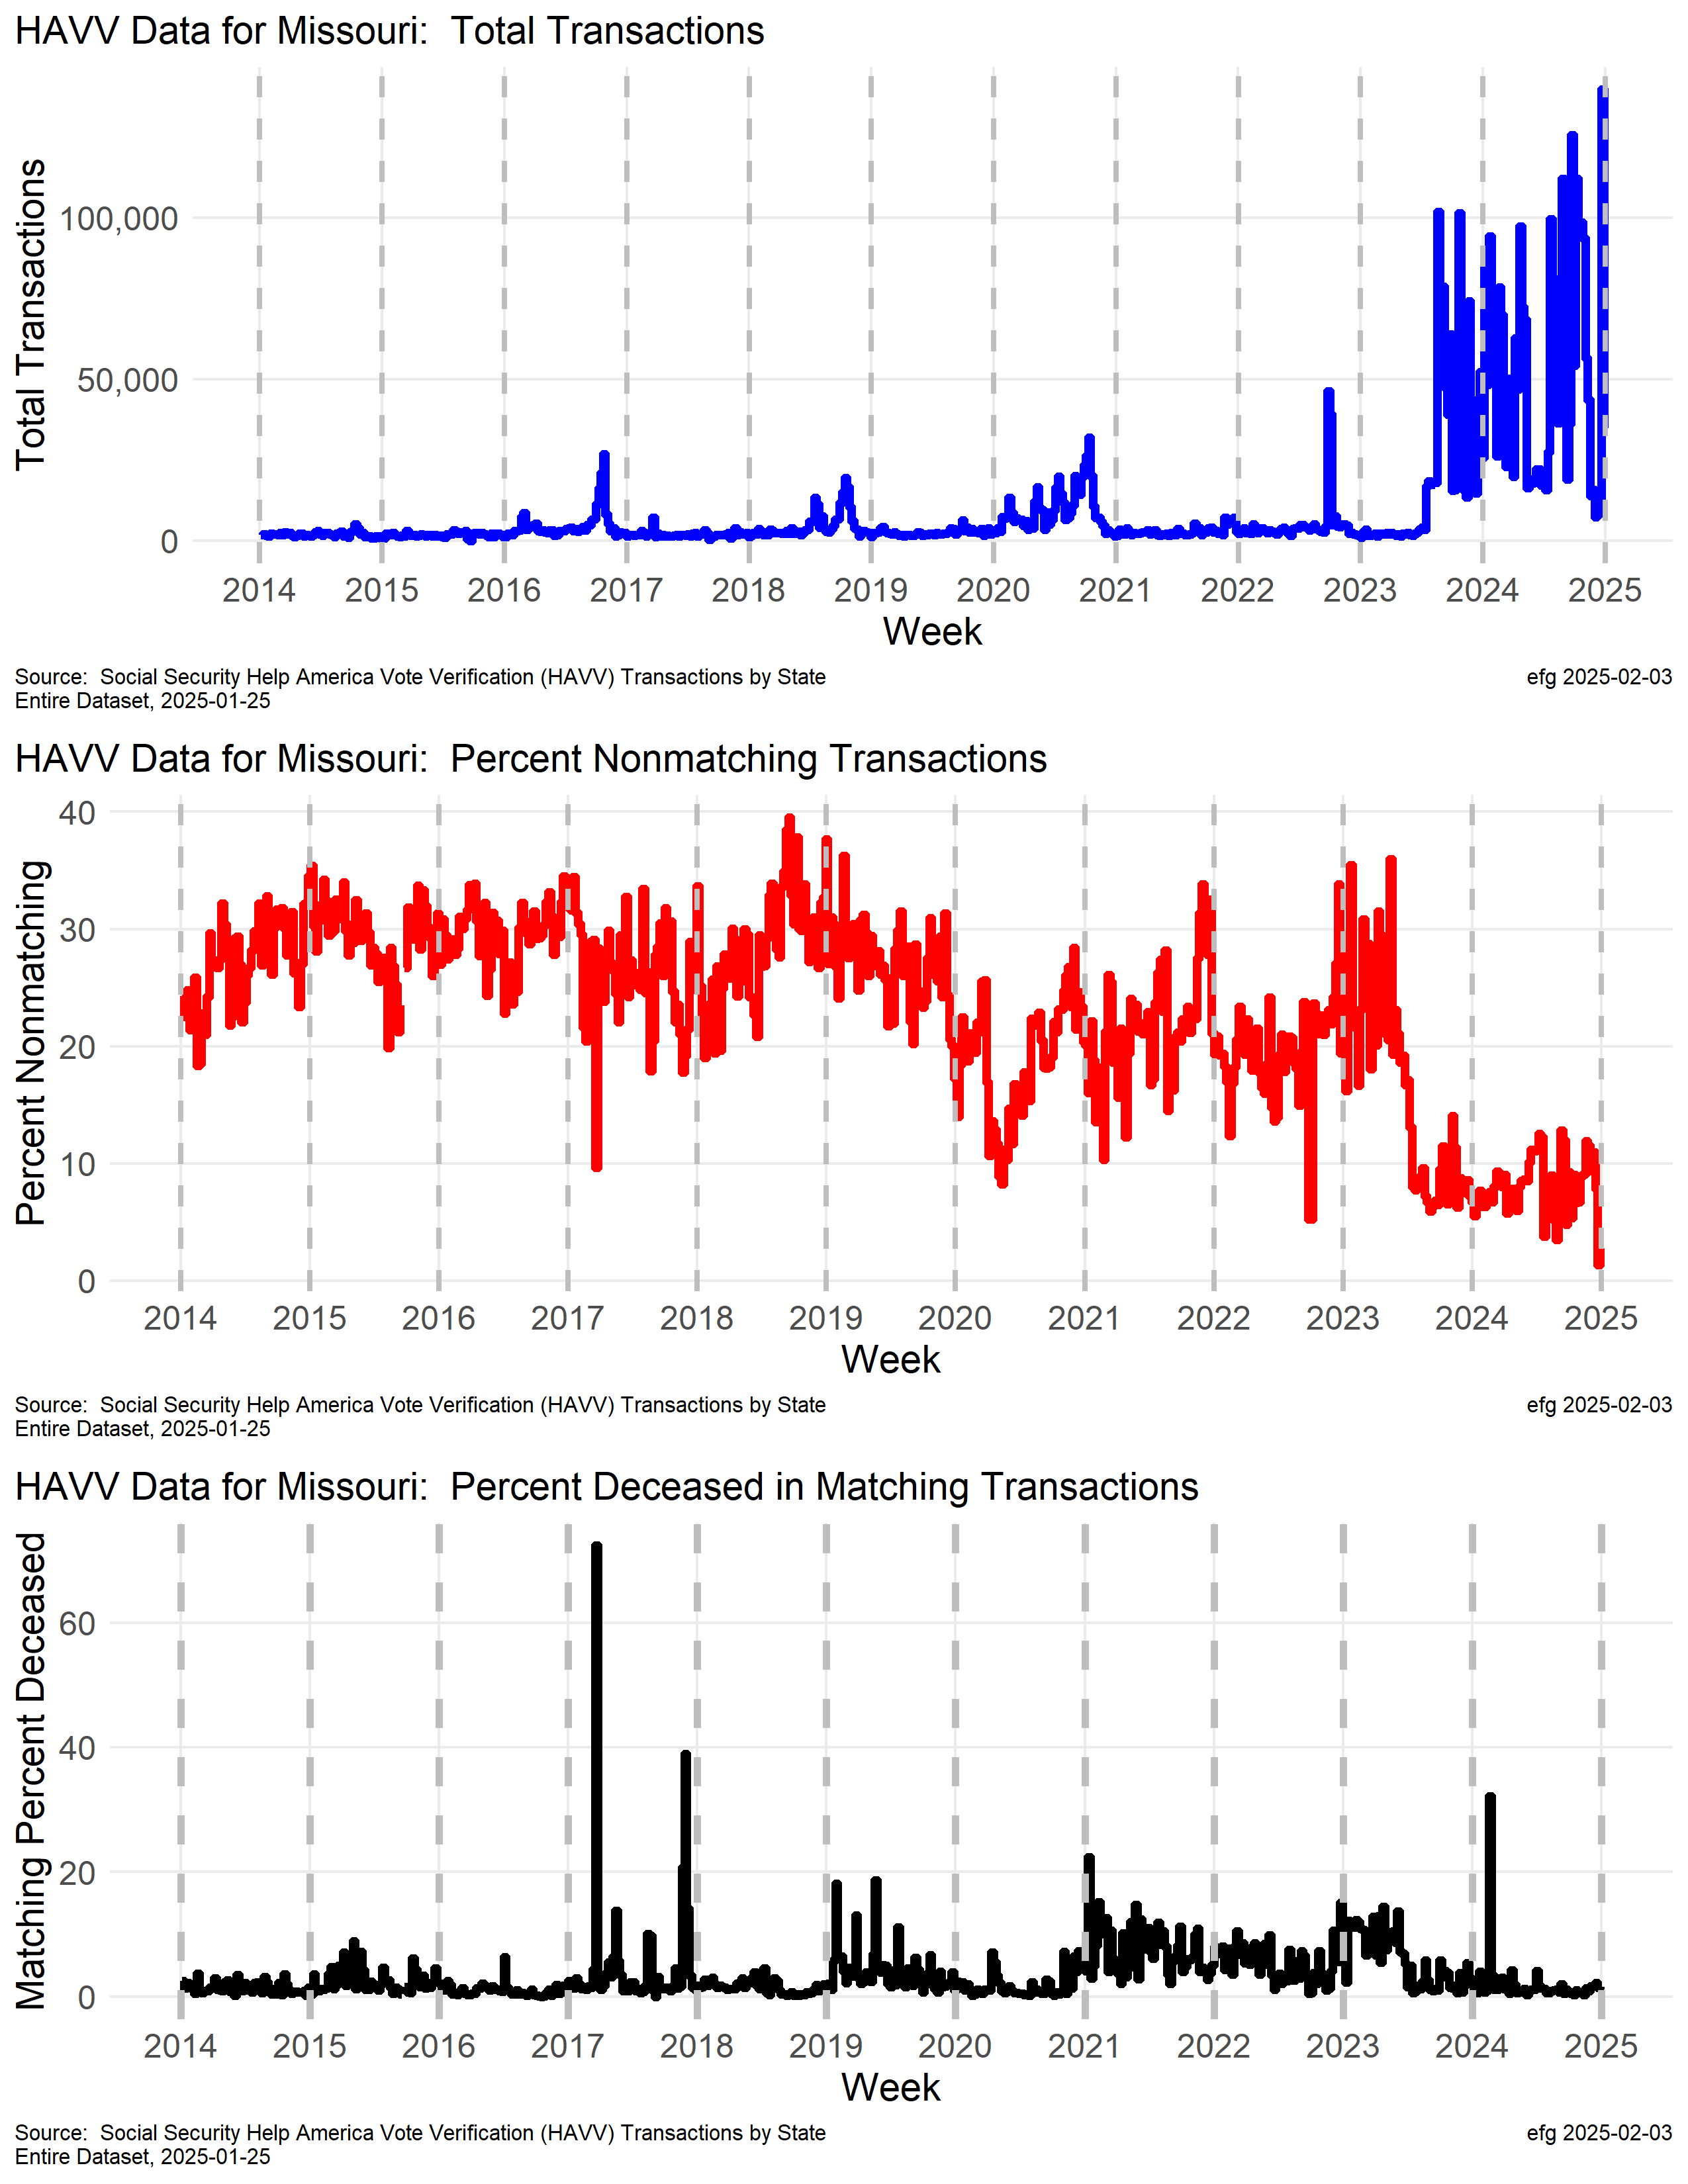 HAVV Data for Missouri:  Total Transactions
Total Transactions
100,000
50,000
0
2014 2015 2016 2017 2018 2019 2020 2021 2022 2023 2024 2025
Week
Source:  Social Security Help America Vote Verification (HAVV) Transactions by State
Entire Dataset, 2025-01-25
efg 2025-02-03
HAVV Data for Missouri:  Percent Nonmatching Transactions
Percent Nonmatching
40
30
20
10
0
2014 2015 2016 2017 2018 2019 2020 2021 2022 2023 2024 2025
Week
Source:  Social Security Help America Vote Verification (HAVV) Transactions by State
Entire Dataset, 2025-01-25
efg 2025-02-03
HAVV Data for Missouri:  Percent Deceased in Matching Transactions
Matching Percent Deceased
60
40
20
0
2014 2015 2016 2017 2018 2019 2020 2021 2022 2023 2024 2025
Week
Source:  Social Security Help America Vote Verification (HAVV) Transactions by State
Entire Dataset, 2025-01-25
efg 2025-02-03